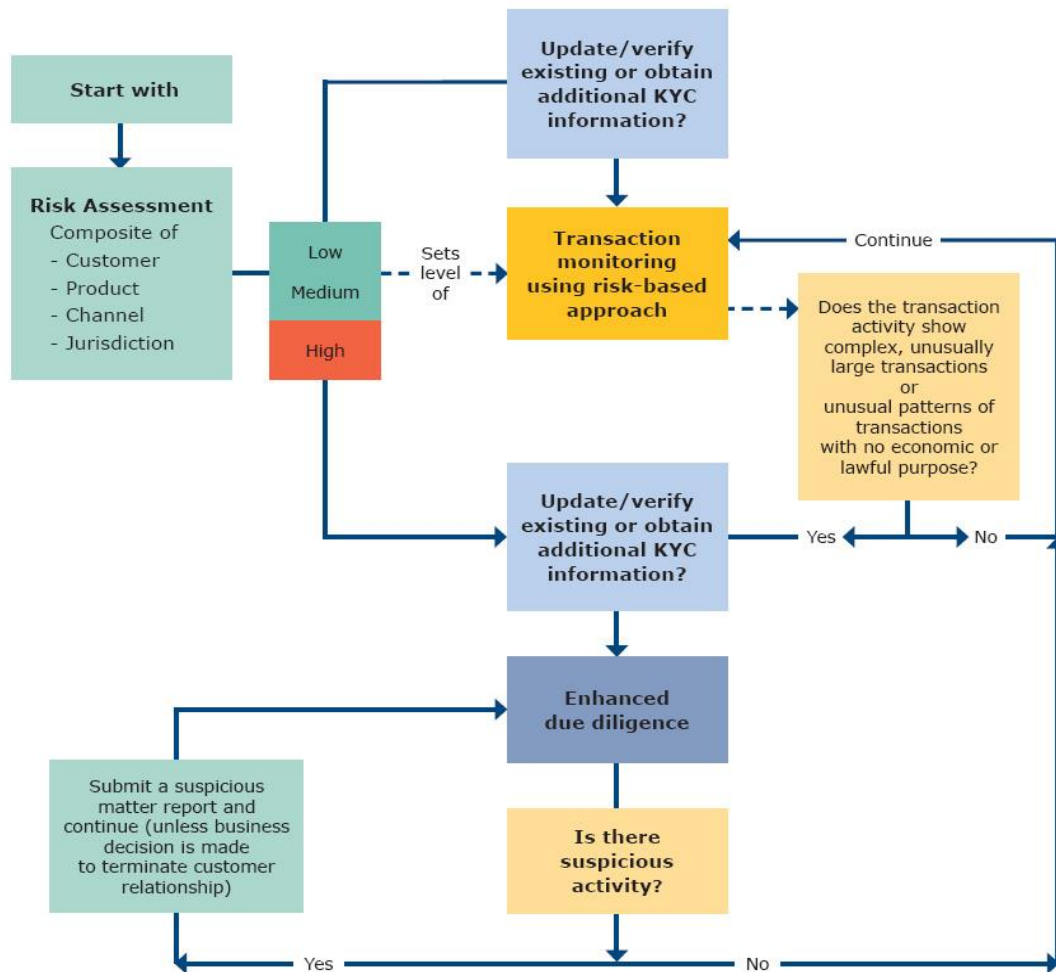 Start with
Risk Assessment
Composite of
- Customer
- Product
- Channel
- Jurisdiction
Low
Medium
High
Sets
level
of
Update/verify
existing or obtain
additional KYC
information?
Transaction
monitoring
using risk-based
approach
Continue
Does the transaction
activity show
complex, unusually
large transactions
or
unusual patterns of
transactions
with no economic or
lawful purpose?
Yes
No
Update/verify
existing or obtain
additional KYC
information?
Enhanced
due diligence
Submit a suspicious
matter report and
continue (unless business
decision is made
to terminate customer
relationship)
Is there
suspicious
activity?
Yes
No